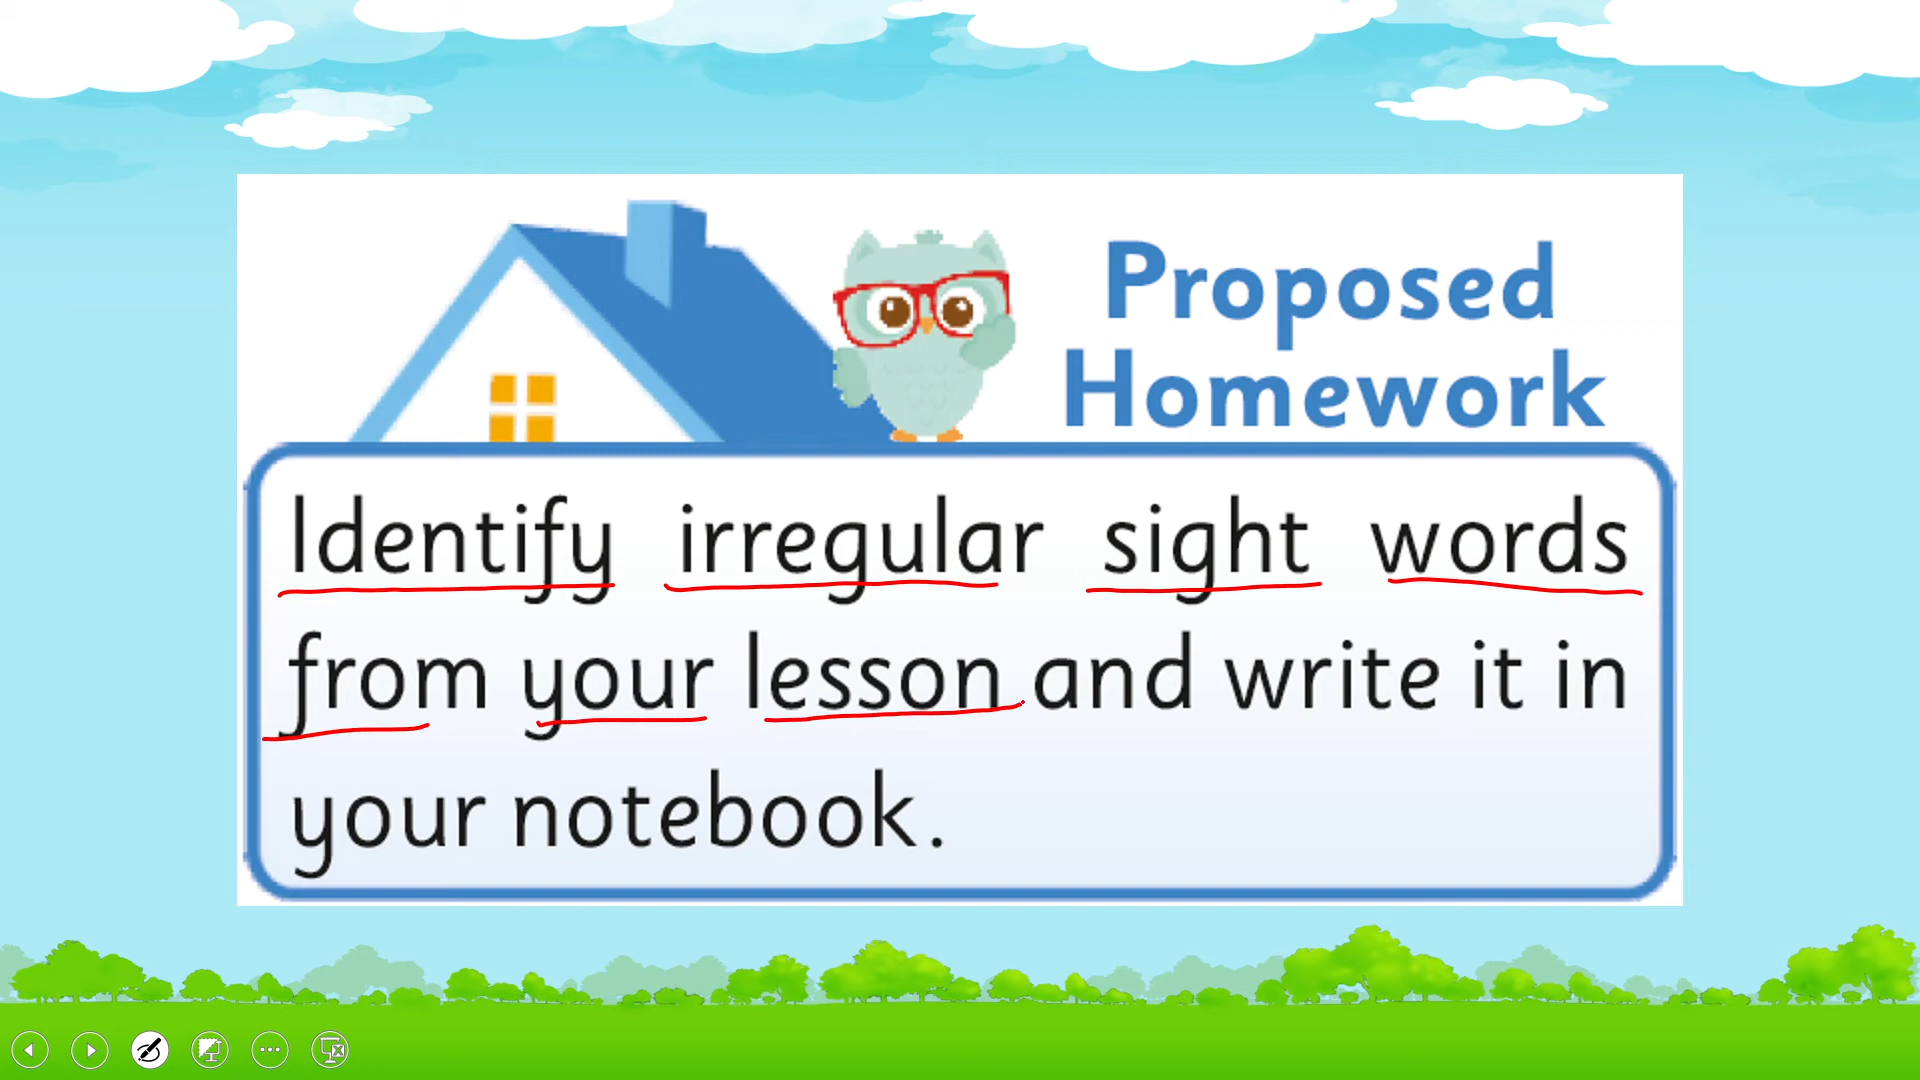 Proposed
Homework
Identify irregular sight words
from your lesson and write it in
your notebook.